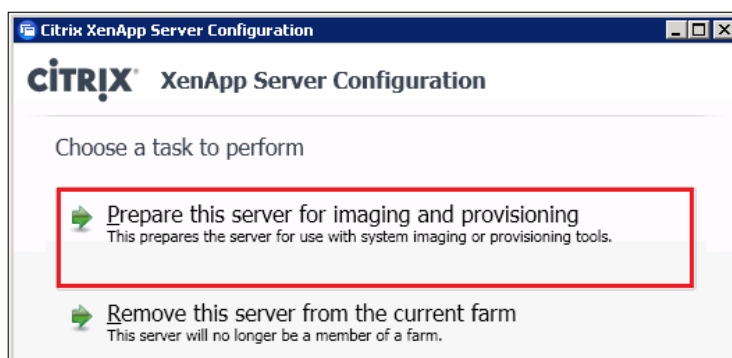 Citrix XenApp Server Configuration
CİTRIX XenApp Server Configuration
Choose a task to perform
Prepare this server for imaging and provisioning
This prepares the server for use with system imaging or provisioning tools.
Remove this server from the current farm
This server will no longer be a member of a farm.